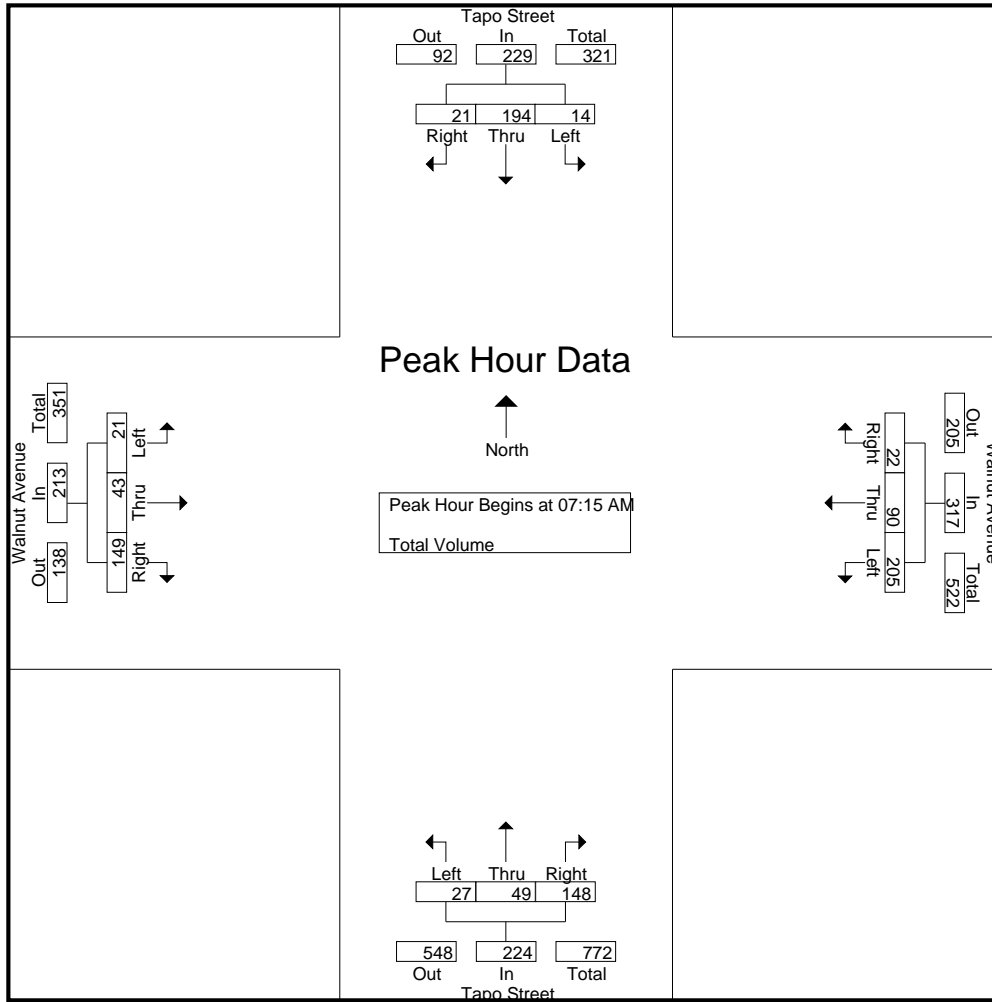 Tapo Street
Out In Total
92 229 321
21 194 14
Right Thru Left
Peak Hour Data
North
Peak Hour Begins at 07:15 AM
Total Volume
Walnut Avenue
Out In Total
138 213 351
Right Thru Left
149 43 21
Walnut Avenue
Out In Total
205 317 522
Right Thru Left
22 90 205
Left Thru Right
27 49 148
548 224 772
Out In Total
Tapo Street